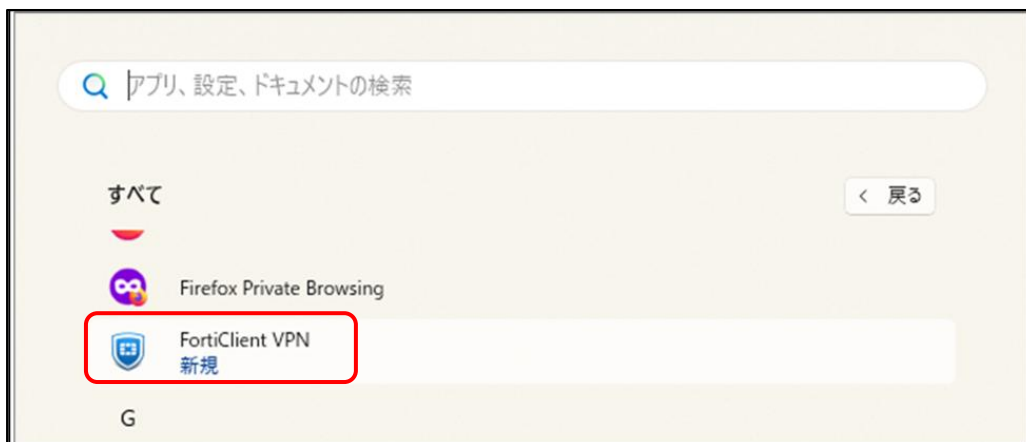 アプリ、設定、ドキュメントの検索
すべて
< 戻る
Firefox Private Browsing
FortiClient VPN
新規
G